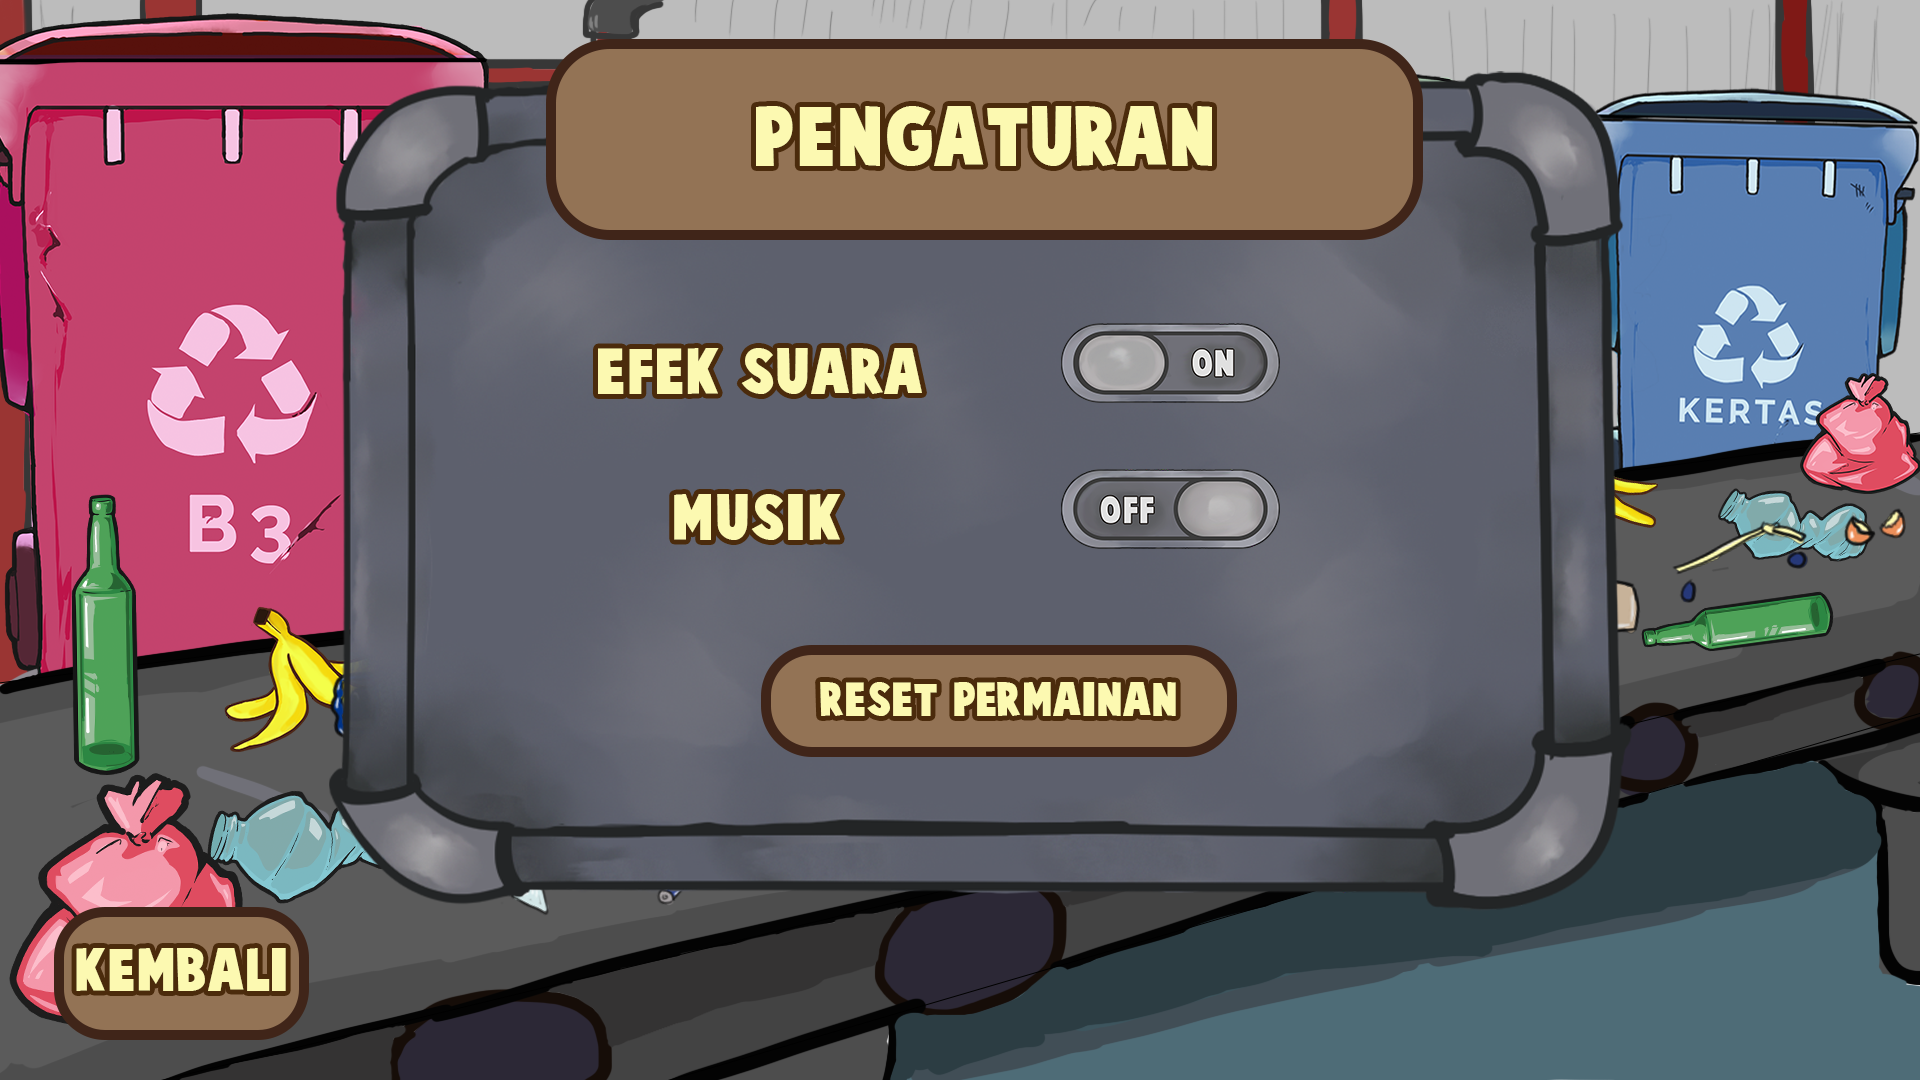 PENGATURAN
EFEK SUARA
ON
MUSIK
OFF
RESET PERMAINAN
KEMBALI
B3
KERTAS